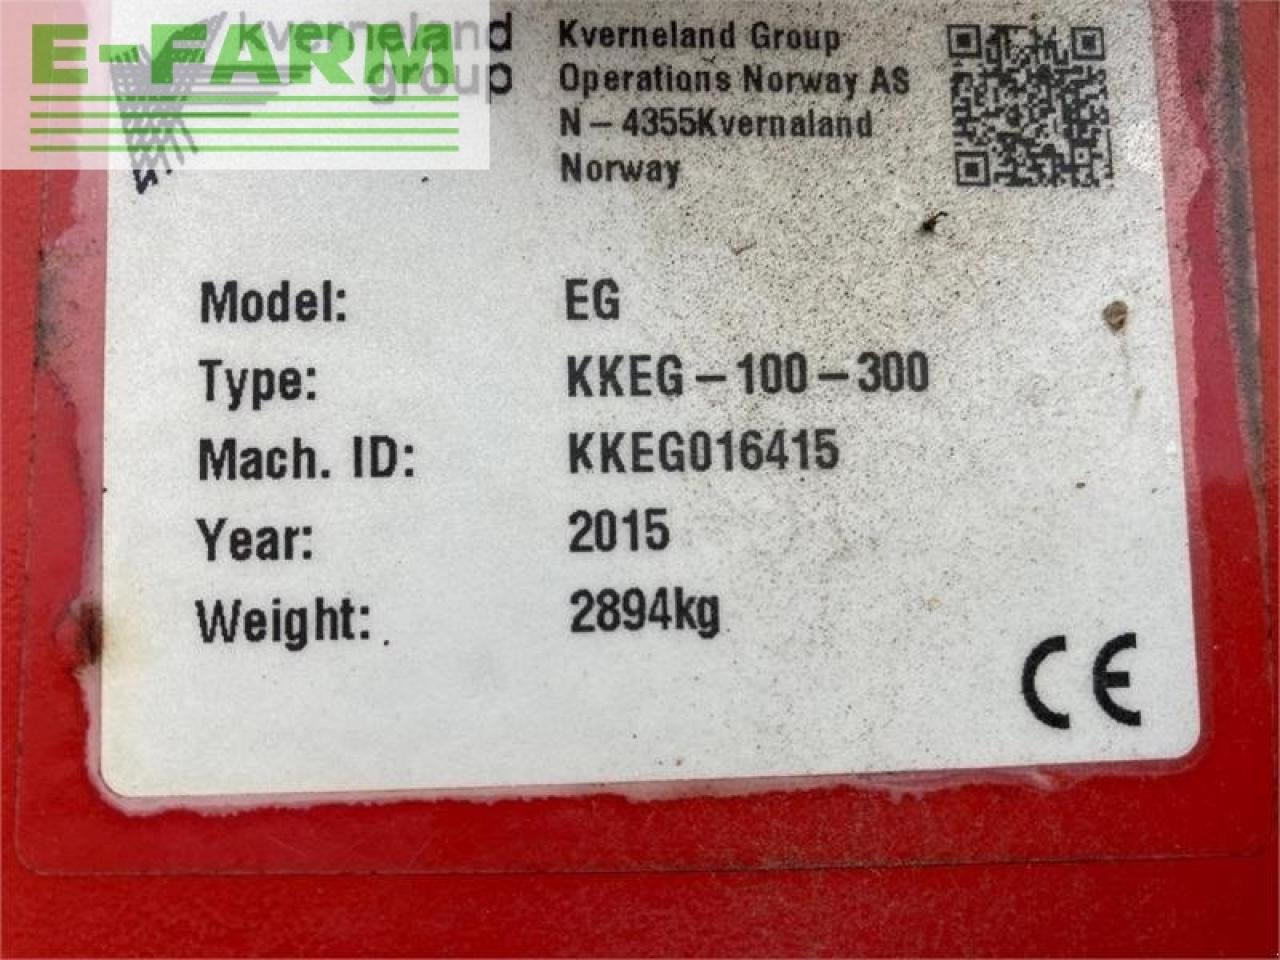 E-FARM
kverneland
group
Kverneland Group
Operations Norway AS
N-4355Kvernaland
Norway
Model: EG
Type: KKEG-100-300
Mach. ID: KKEG016415
Year: 2015
Weight: 2894kg
CE